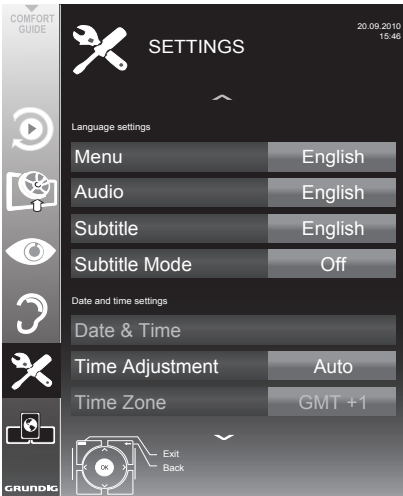 COMFORT
GUIDE
SETTINGS
20.09.2010
15:46
Language settings
Menu English
Audio English
Subtitle English
Subtitle Mode Off
Date and time settings
Date & Time
Time Adjustment Auto
Time Zone GMT +1
Exit
Back
OK
GRUNDIG